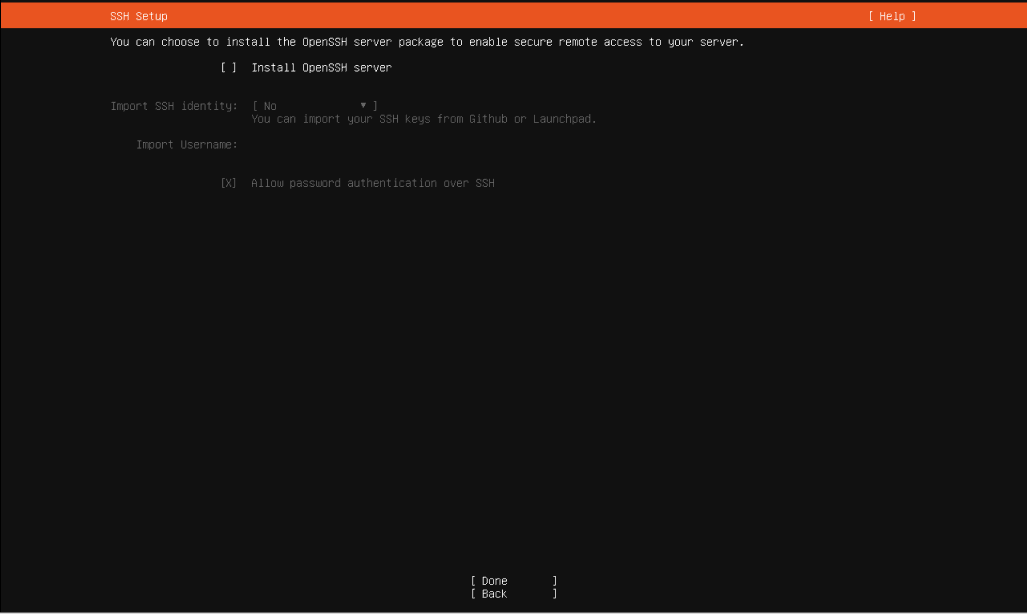 SSH Setup [ Help ]
You can choose to install the OpenSSH server package to enable secure remote access to your server.
[ ] Install OpenSSH server
Import SSH identity: [ No ▾ ]
You can import your SSH keys from Github or Launchpad.
Import Username:
[X] Allow password authentication over SSH
[ Done ]
[ Back ]